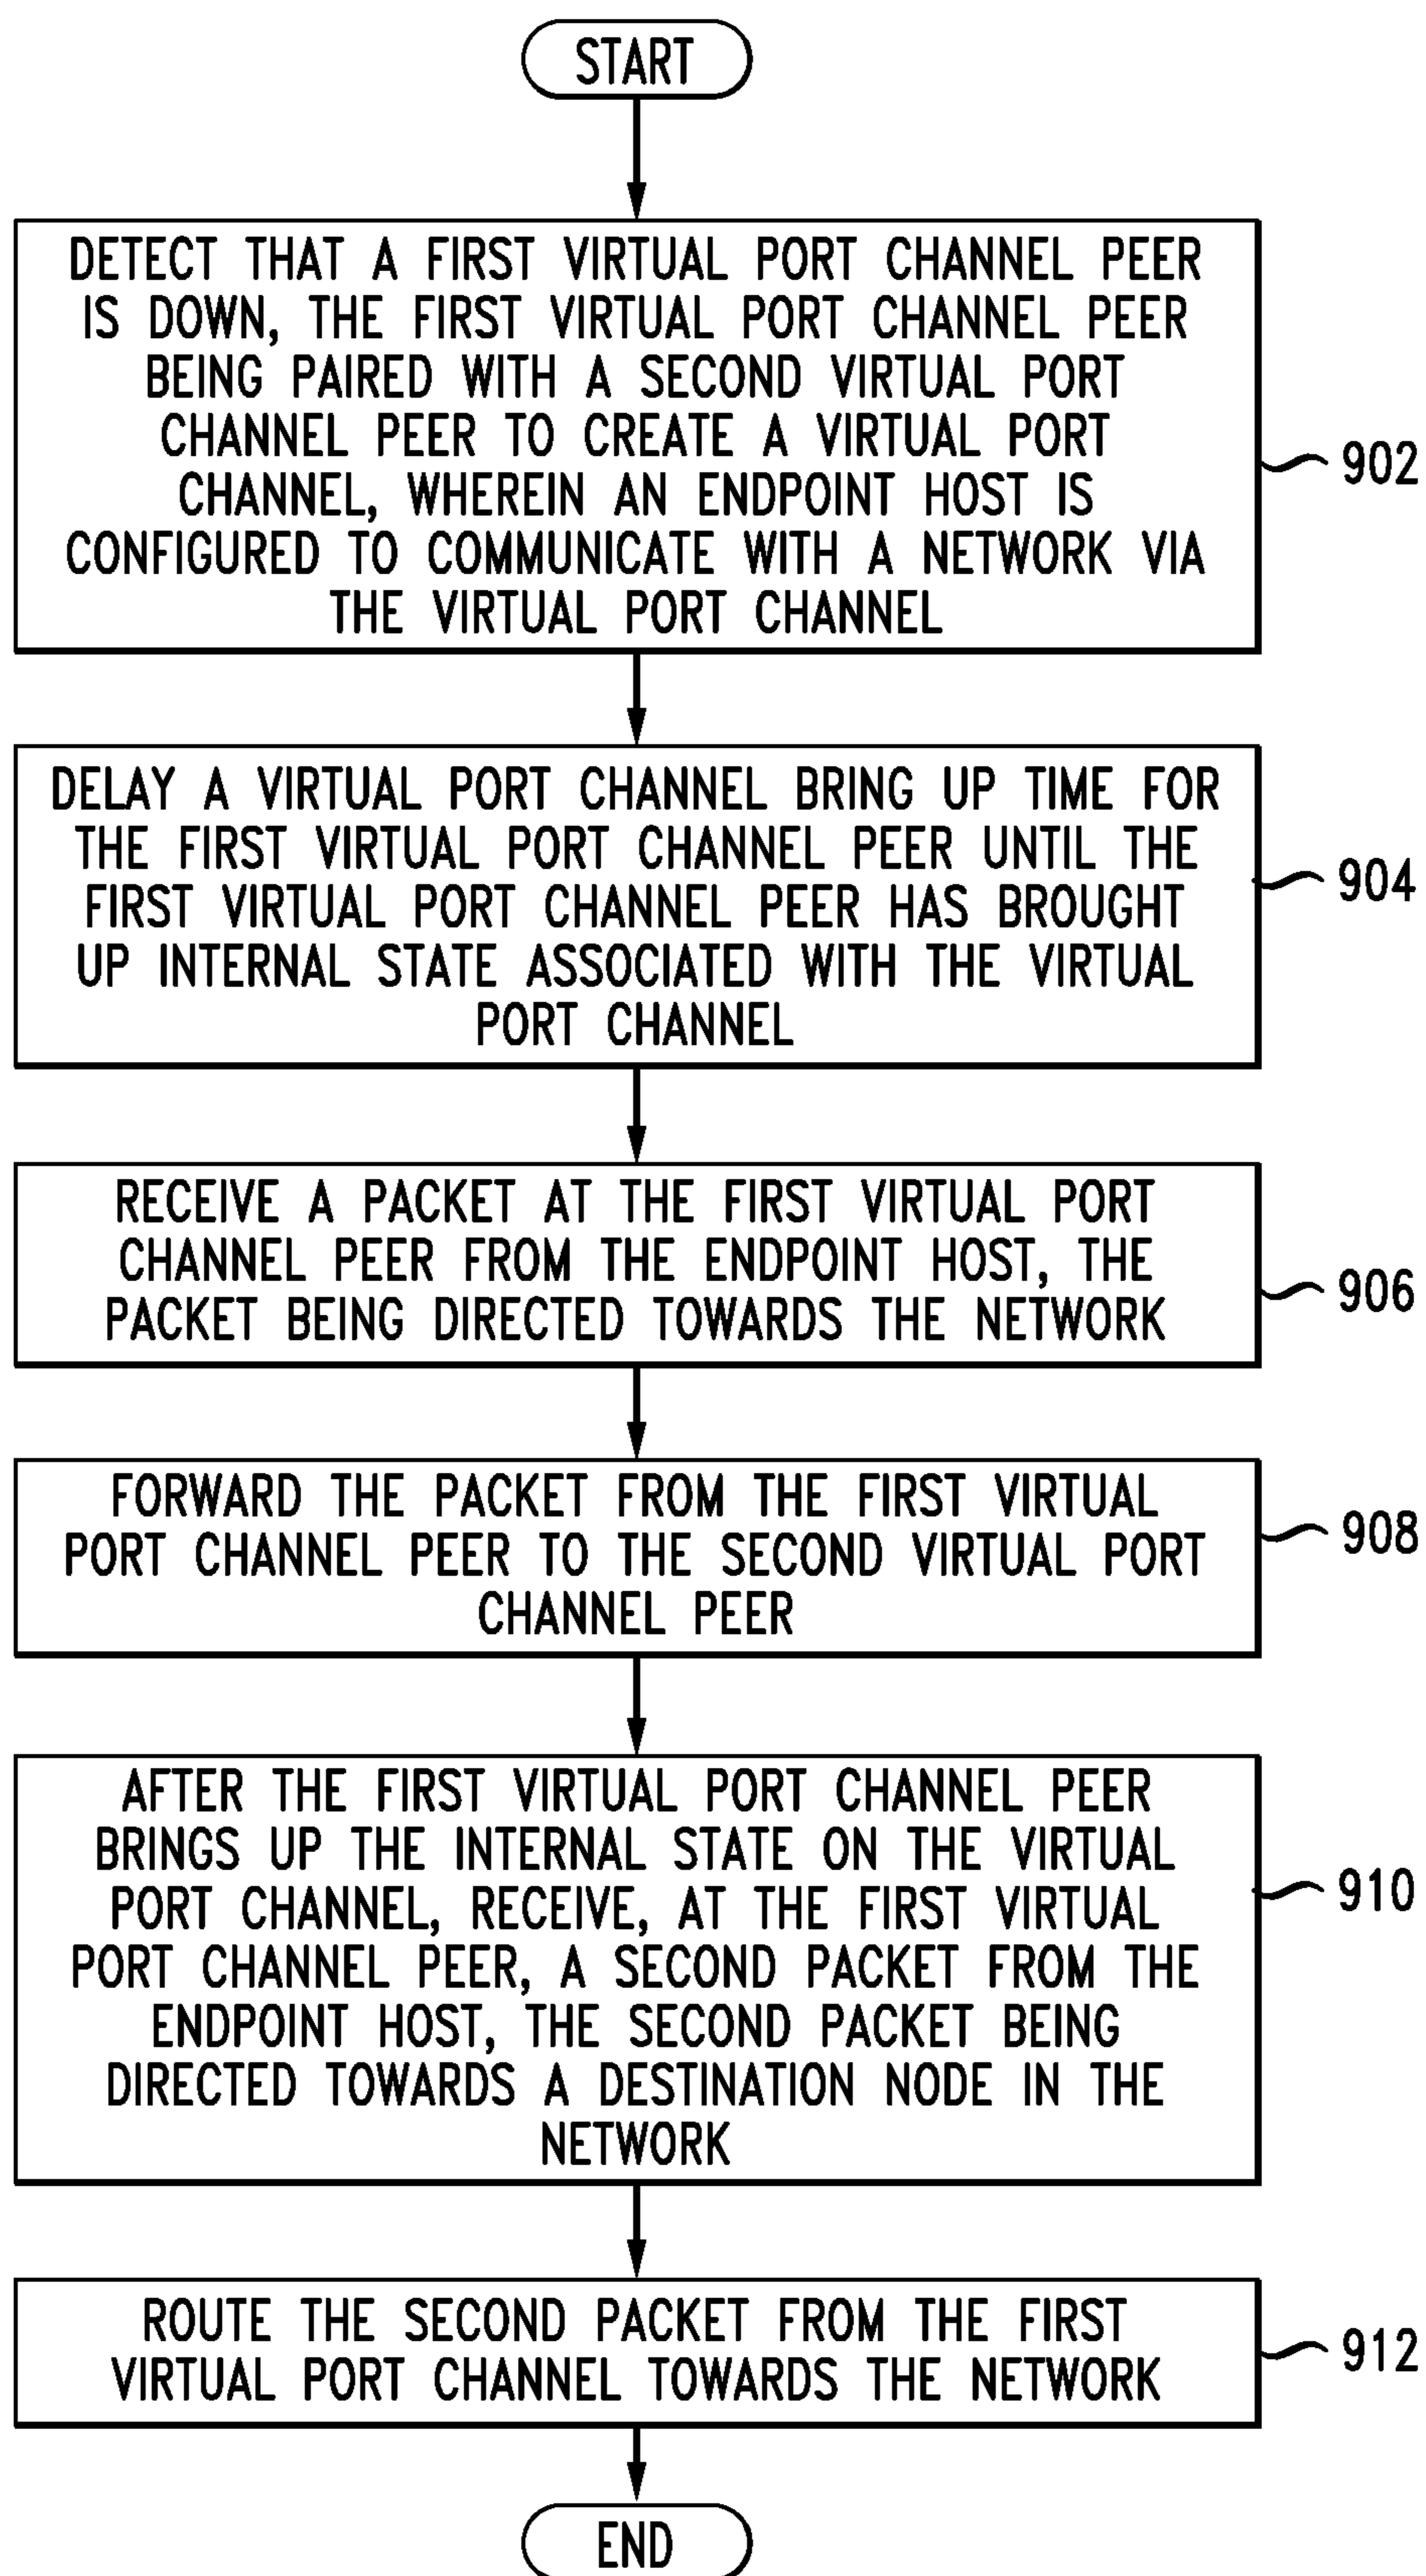 START
DETECT THAT A FIRST VIRTUAL PORT CHANNEL PEER
IS DOWN, THE FIRST VIRTUAL PORT CHANNEL PEER
BEING PAIRED WITH A SECOND VIRTUAL PORT
CHANNEL PEER TO CREATE A VIRTUAL PORT
CHANNEL, WHEREIN AN ENDPOINT HOST IS
CONFIGURED TO COMMUNICATE WITH A NETWORK VIA
THE VIRTUAL PORT CHANNEL
902
DELAY A VIRTUAL PORT CHANNEL BRING UP TIME FOR
THE FIRST VIRTUAL PORT CHANNEL PEER UNTIL THE
FIRST VIRTUAL PORT CHANNEL PEER HAS BROUGHT
UP INTERNAL STATE ASSOCIATED WITH THE VIRTUAL
PORT CHANNEL
904
RECEIVE A PACKET AT THE FIRST VIRTUAL PORT
CHANNEL PEER FROM THE ENDPOINT HOST, THE
PACKET BEING DIRECTED TOWARDS THE NETWORK
906
FORWARD THE PACKET FROM THE FIRST VIRTUAL
PORT CHANNEL PEER TO THE SECOND VIRTUAL PORT
CHANNEL PEER
908
AFTER THE FIRST VIRTUAL PORT CHANNEL PEER
BRINGS UP THE INTERNAL STATE ON THE VIRTUAL
PORT CHANNEL, RECEIVE, AT THE FIRST VIRTUAL
PORT CHANNEL PEER, A SECOND PACKET FROM THE
ENDPOINT HOST, THE SECOND PACKET BEING
DIRECTED TOWARDS A DESTINATION NODE IN THE
NETWORK
910
ROUTE THE SECOND PACKET FROM THE FIRST
VIRTUAL PORT CHANNEL TOWARDS THE NETWORK
912
END